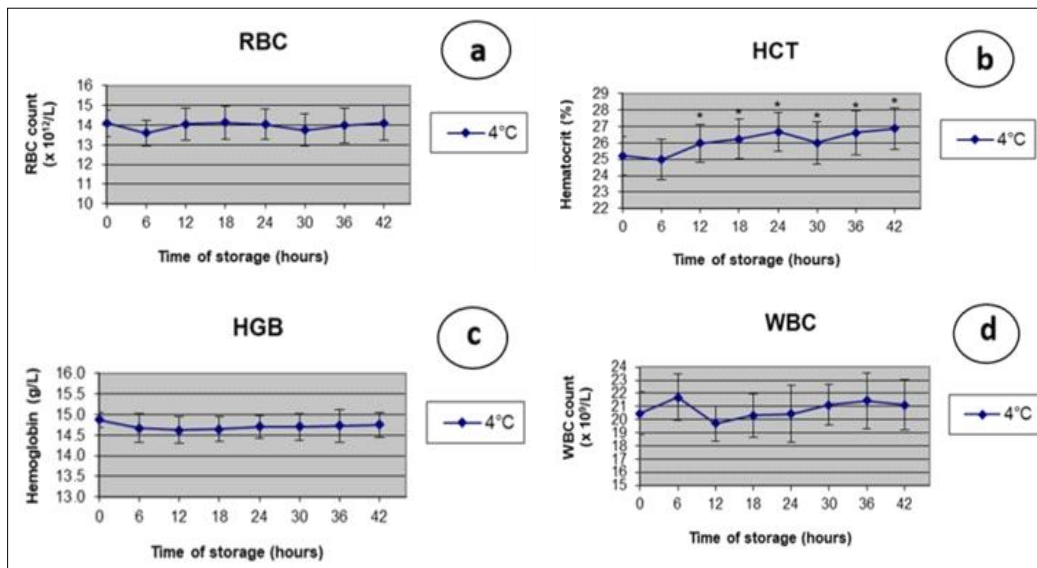 RBC
a
RBC count
(x 10¹²/L)
16
15
14
13
12
11
10
0 6 12 18 24 30 36 42
Time of storage (hours)
4°C
HCT
b
Hematocrit (%)
29
28
27
26
25
24
23
22
* * * * * *
0 6 12 18 24 30 36 42
Time of storage (hours)
4°C
HGB
c
Hemoglobin (g/L)
16.0
15.5
15.0
14.5
14.0
13.5
13.0
0 6 12 18 24 30 36 42
Time of storage (hours)
4°C
WBC
d
WBC count
(x 10⁹/L)
24
23
22
21
20
19
18
17
16
15
0 6 12 18 24 30 36 42
Time of storage (hours)
4°C